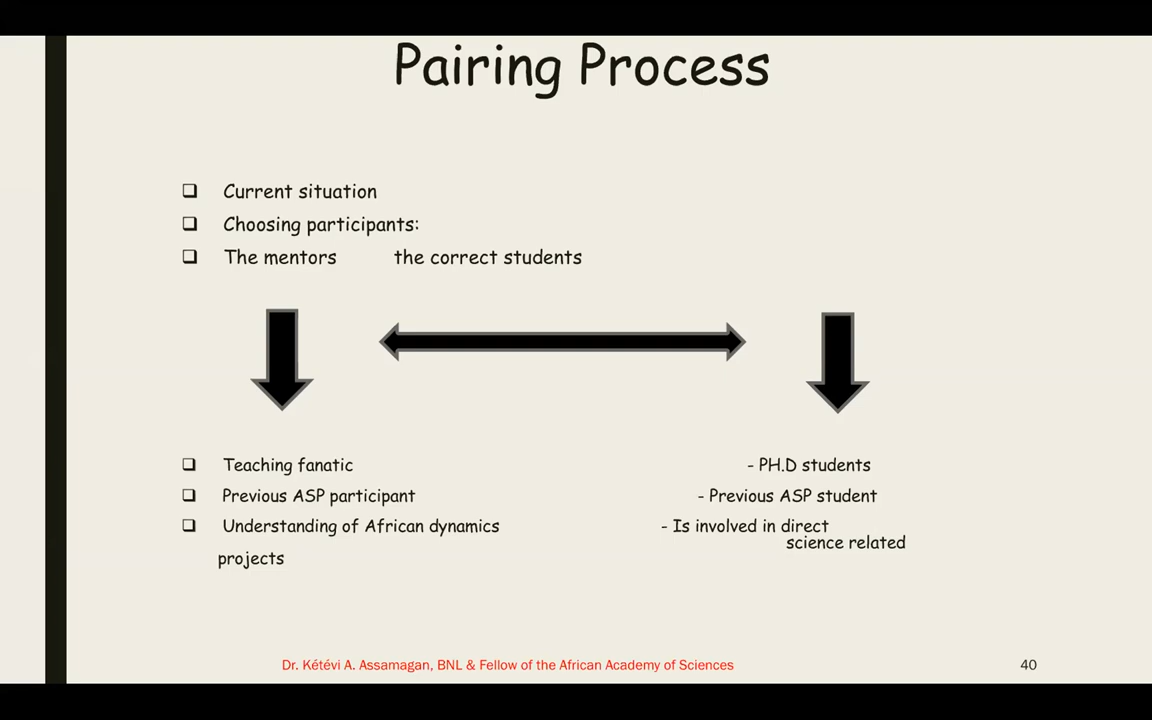 Pairing Process
❑ Current situation
❑ Choosing participants:
❑ The mentors the correct students
❑ Teaching fanatic - PH.D students
❑ Previous ASP participant - Previous ASP student
❑ Understanding of African dynamics - Is involved in direct
science related
projects
Dr. Kétévi A. Assamagan, BNL & Fellow of the African Academy of Sciences 40